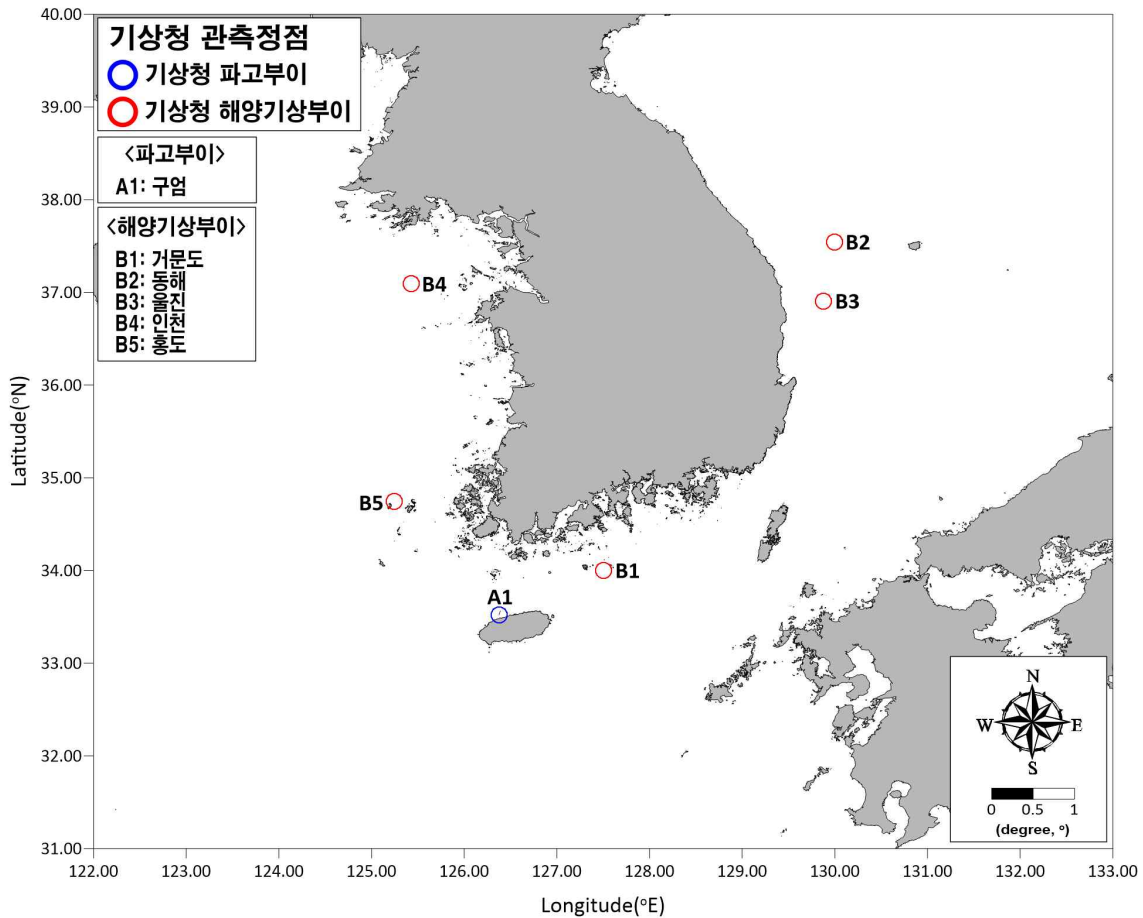 기상청 관측정점
기상청 파고부이
기상청 해양기상부이
<파고부이>
A1: 구엄
<해양기상부이>
B1: 거문도
B2: 동해
B3: 울진
B4: 인천
B5: 홍도
40.00
39.00
38.00
37.00
36.00
35.00
34.00
33.00
32.00
31.00
Latitude(°N)
B2
B4
B3
B5
B1
A1
N
W E
S
0 0.5 1
(degree, °)
122.00 123.00 124.00 125.00 126.00 127.00 128.00 129.00 130.00 131.00 132.00 133.00
Longitude(°E)